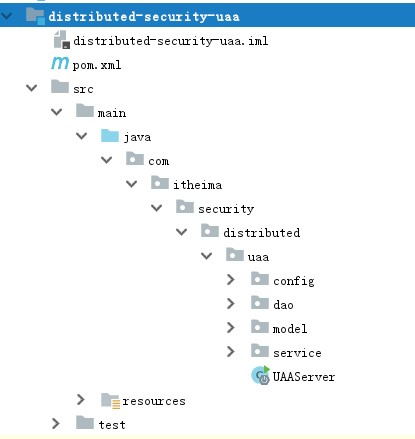 distributed-security-uaa
distributed-security-uaa.iml
pom.xml
src
main
java
com
itheima
security
distributed
uaa
config
dao
model
service
UAAServer
resources
test